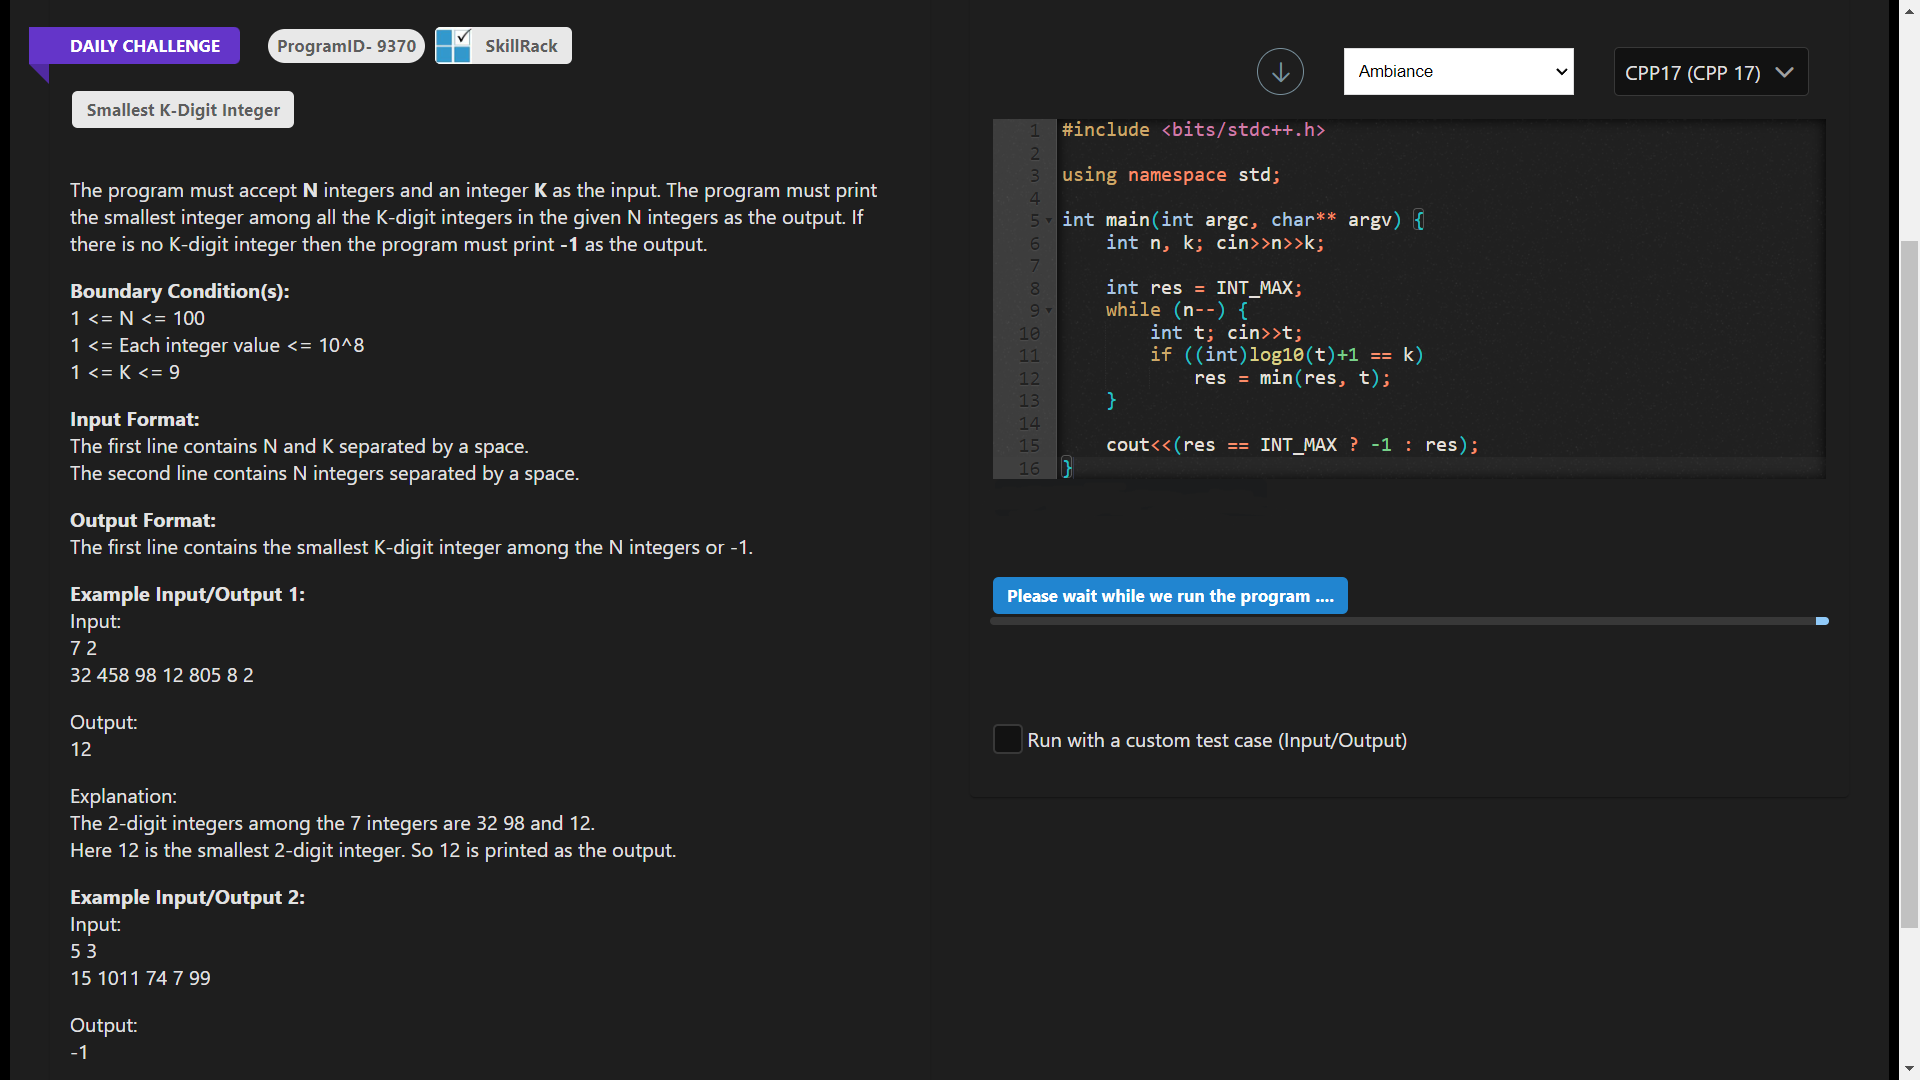 DAILY CHALLENGE
ProgramID- 9370
SkillRack
Smallest K-Digit Integer
The program must accept N integers and an integer K as the input. The program must print
the smallest integer among all the K-digit integers in the given N integers as the output. If
there is no K-digit integer then the program must print -1 as the output.
Boundary Condition(s):
1 <= N <= 100
1 <= Each integer value <= 10^8
1 <= K <= 9
Input Format:
The first line contains N and K separated by a space.
The second line contains N integers separated by a space.
Output Format:
The first line contains the smallest K-digit integer among the N integers or -1.
Example Input/Output 1:
Input:
7 2
32 458 98 12 805 8 2
Output:
12
Explanation:
The 2-digit integers among the 7 integers are 32 98 and 12.
Here 12 is the smallest 2-digit integer. So 12 is printed as the output.
Example Input/Output 2:
Input:
5 3
15 1011 74 7 99
Output:
-1
Ambiance
CPP17 (CPP 17)
1 #include <bits/stdc++.h>
2
3 using namespace std;
4
5 int main(int argc, char** argv) {
6     int n, k; cin>>n>>k;
7
8     int res = INT_MAX;
9     while (n--) {
10         int t; cin>>t;
11         if ((int)log10(t)+1 == k)
12             res = min(res, t);
13     }
14
15     cout<<(res == INT_MAX ? -1 : res);
16 }
Please wait while we run the program ....
Run with a custom test case (Input/Output)